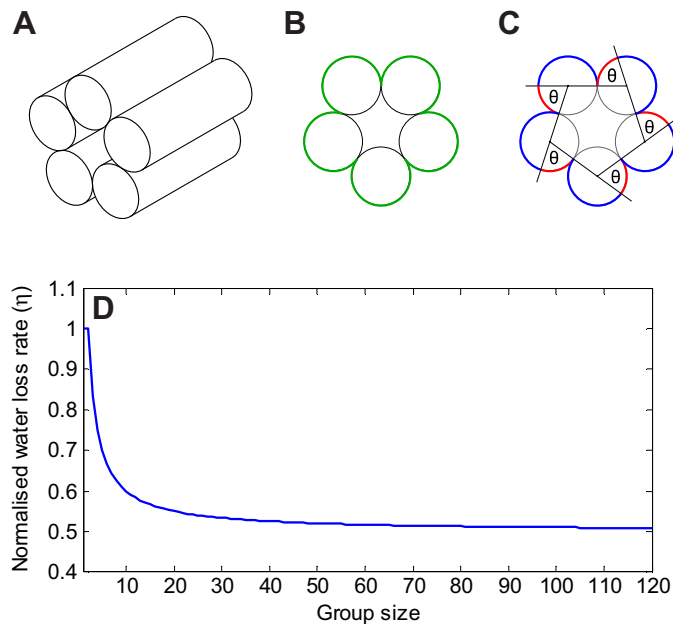 A
B
C
θ
θ
θ
θ
θ
D
Normalised water loss rate (η)
1.1
1
0.9
0.8
0.7
0.6
0.5
0.4
10 20 30 40 50 60 70 80 90 100 110 120
Group size